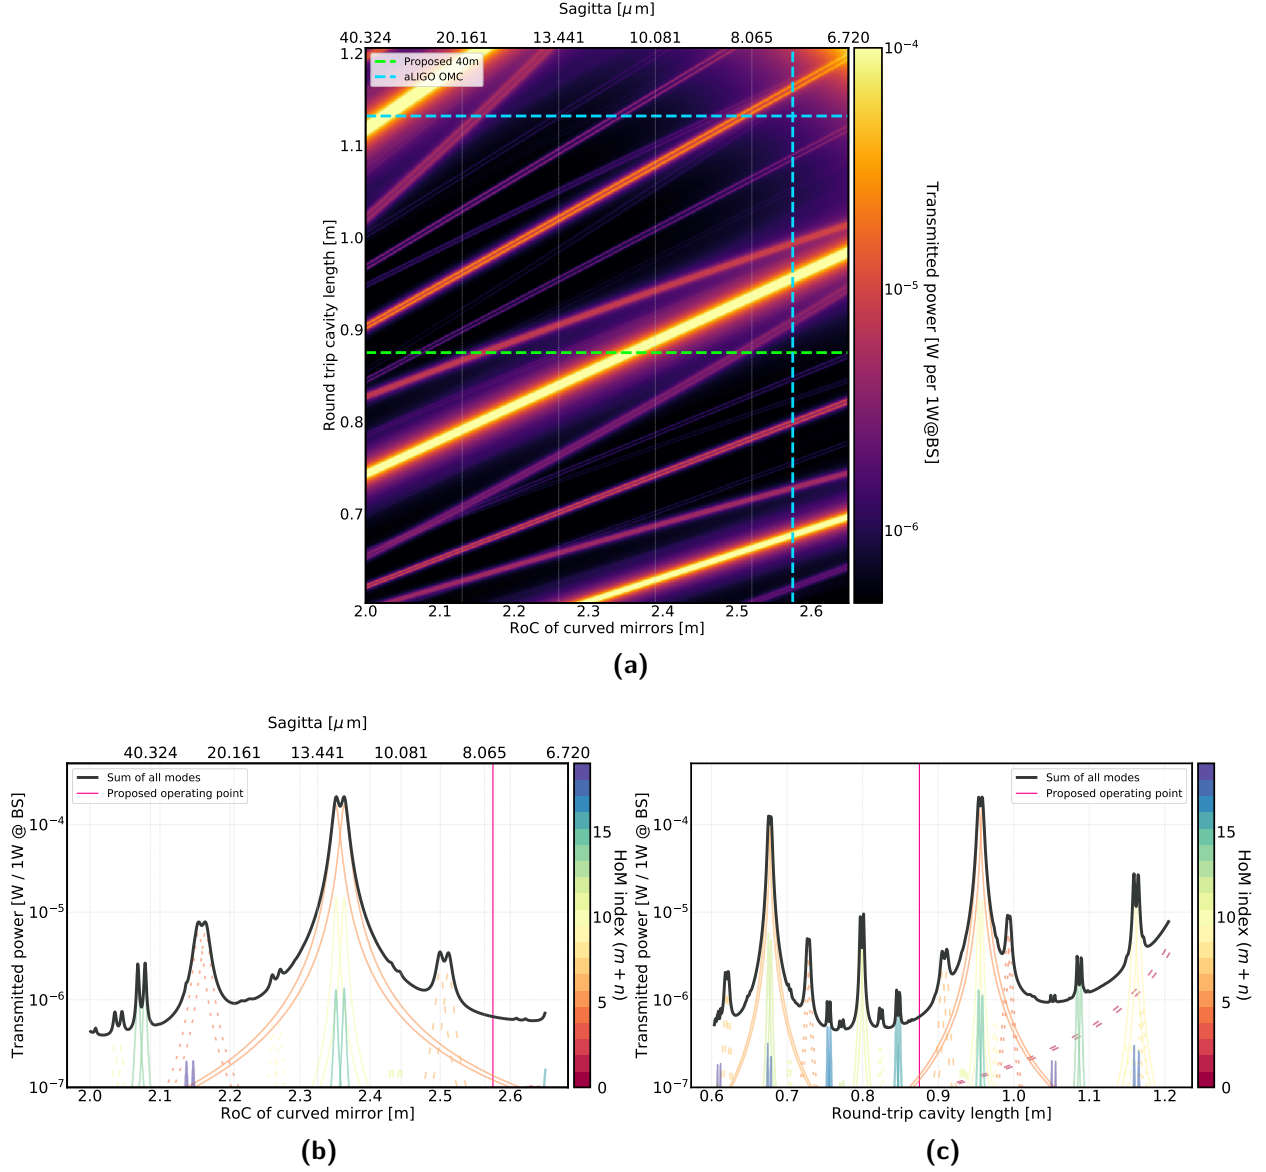 Sagitta [μ m]
40.324 20.161 13.441 10.081 8.065 6.720
Proposed 40m
aLIGO OMC
1.2
1.1
1.0
0.9
0.8
0.7
Round trip cavity length [m]
2.0 2.1 2.2 2.3 2.4 2.5 2.6
RoC of curved mirrors [m]
10⁻⁴
10⁻⁵
10⁻⁶
Transmitted power [W per 1W@BS]
(a)
Sagitta [μ m]
40.324 20.161 13.441 10.081 8.065 6.720
Sum of all modes
Proposed operating point
10⁻⁴
10⁻⁵
10⁻⁶
10⁻⁷
Transmitted power [W / 1W @ BS]
2.0 2.1 2.2 2.3 2.4 2.5 2.6
RoC of curved mirror [m]
15
10
5
0
HoM index (m + n)
(b)
Sum of all modes
Proposed operating point
10⁻⁴
10⁻⁵
10⁻⁶
10⁻⁷
Transmitted power [W / 1W @ BS]
0.6 0.7 0.8 0.9 1.0 1.1 1.2
Round-trip cavity length [m]
15
10
5
0
HoM index (m + n)
(c)